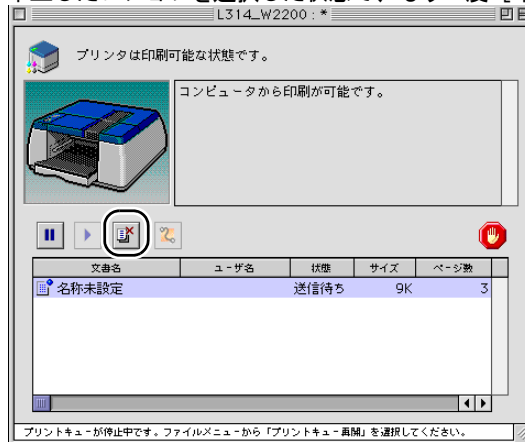 L314_W2200 : *
プリンタは印刷可能な状態です。
コンピュータから印刷が可能です。
文書名 ユーザ名 状態 サイズ ページ数
名称未設定 送信待ち 9K 3
プリントキューが停止中です。ファイルメニューから「プリントキュー再開」を選択してください。